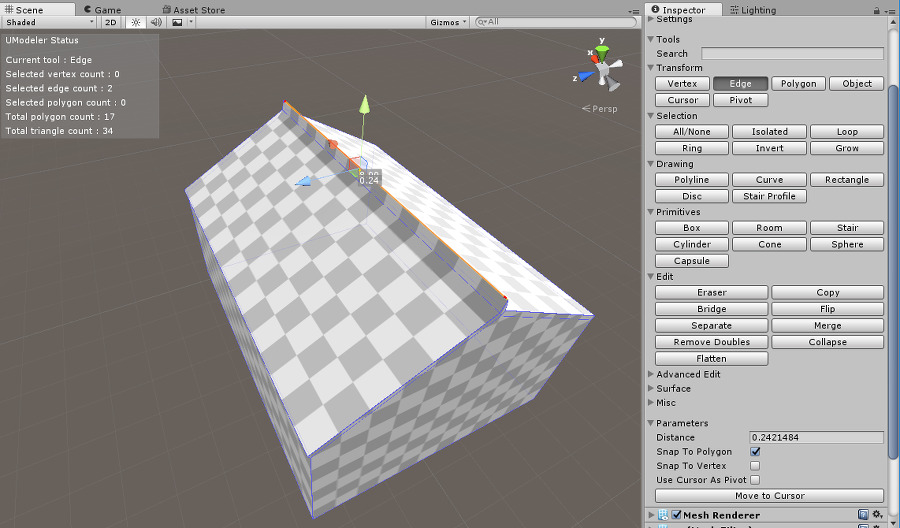 Scene Game Asset Store
Shaded 2D Gizmos All
UModeler Status
Current tool : Edge
Selected vertex count : 0
Selected edge count : 2
Selected polygon count : 0
Total polygon count : 17
Total triangle count : 34
y
x
z
Persp
0.24
Inspector Lighting
Settings
Tools
Search
Transform
Vertex Edge Polygon Object
Cursor Pivot
Selection
All/None Isolated Loop
Ring Invert Grow
Drawing
Polyline Curve Rectangle
Disc Stair Profile
Primitives
Box Room Stair
Cylinder Cone Sphere
Capsule
Edit
Eraser Copy
Bridge Flip
Separate Merge
Remove Doubles Collapse
Flatten
Advanced Edit
Surface
Misc
Parameters
Distance 0.2421484
Snap To Polygon
Snap To Vertex
Use Cursor As Pivot
Move to Cursor
Mesh Renderer